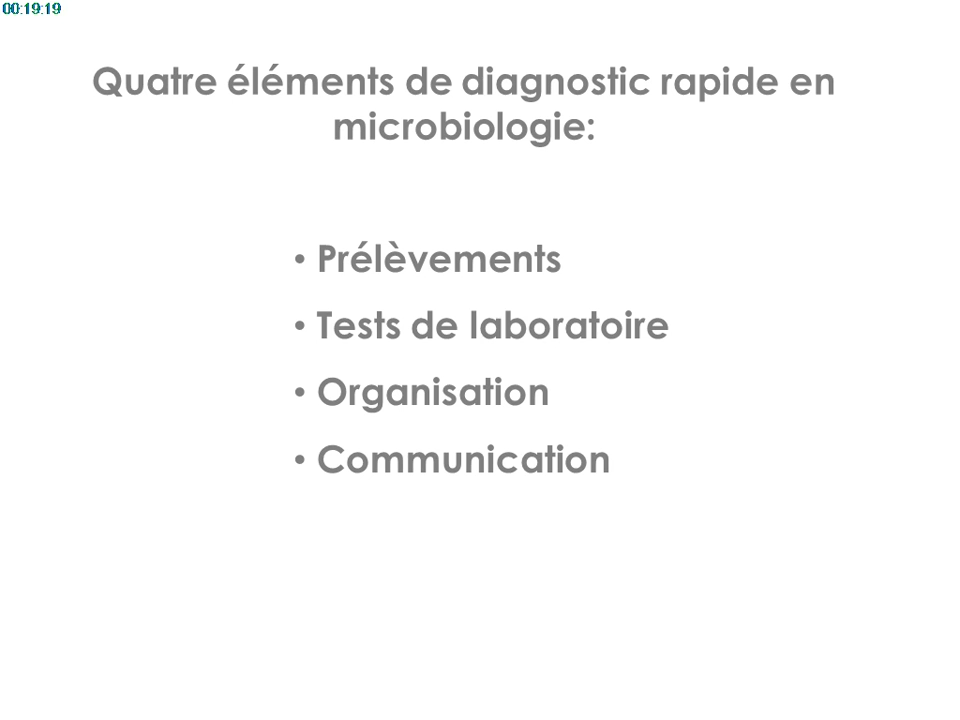 00:19:19
Quatre éléments de diagnostic rapide en
microbiologie:
• Prélèvements
• Tests de laboratoire
• Organisation
• Communication